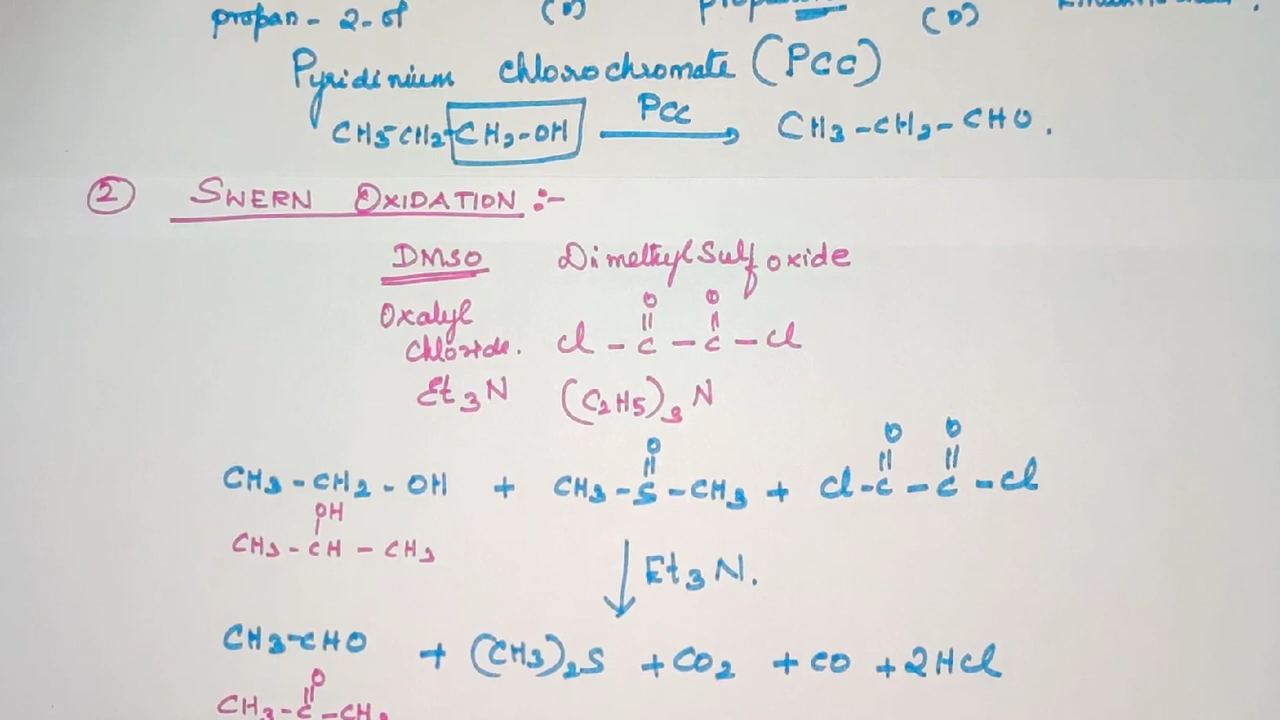 propan-2-ol (D) (D)
Pyridinium chlorochromate (PCC)
CH3CH2-CH2-OH PCC CH3-CH2-CHO.
② SWERN OXIDATION :-
DMSO Dimethyl Sulfoxide
O O
Oxalyl
Chloride. Cl - C - C - Cl
Et3N (C2H5)3N
O O O
CH3-CH2-OH + CH3-S-CH3 + Cl-C-C-Cl
OH
CH3-CH-CH3
Et3N.
CH3-CHO + (CH3)2S + CO2 + CO + 2HCl
O
CH3-C-CH3